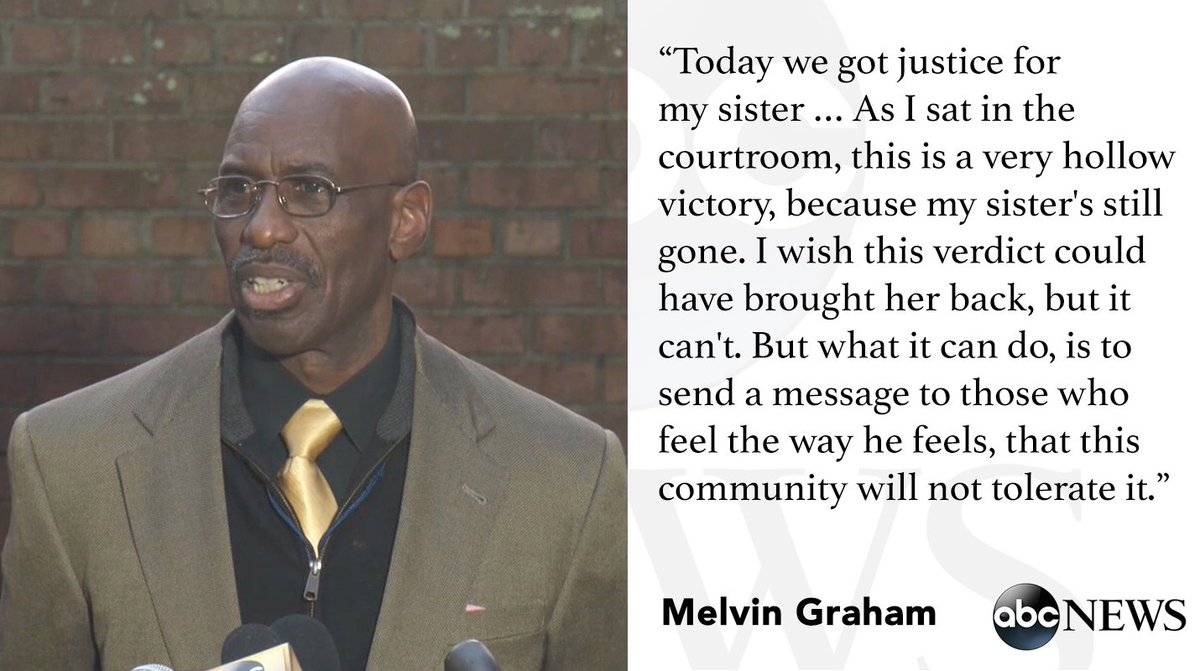 “Today we got justice for
my sister ... As I sat in the
courtroom, this is a very hollow
victory, because my sister's still
gone. I wish this verdict could
have brought her back, but it
can't. But what it can do, is to
send a message to those who
feel the way he feels, that this
community will not tolerate it.”
Melvin Graham
abc NEWS